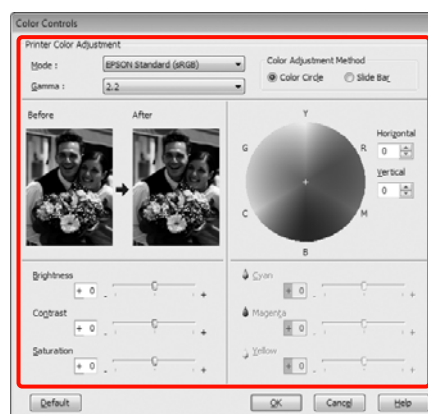 Color Controls
Printer Color Adjustment
Mode : EPSON Standard (sRGB)
Gamma : 2.2
Color Adjustment Method
Color Circle Slide Bar
Before After
Y
G R
C M
B
Horizontal
0
Vertical
0
Brightness
+ 0 - +
Contrast
+ 0 - +
Saturation
+ 0 - +
Cyan
+ 0 - +
Magenta
+ 0 - +
Yellow
+ 0 - +
Default OK Cancel Help